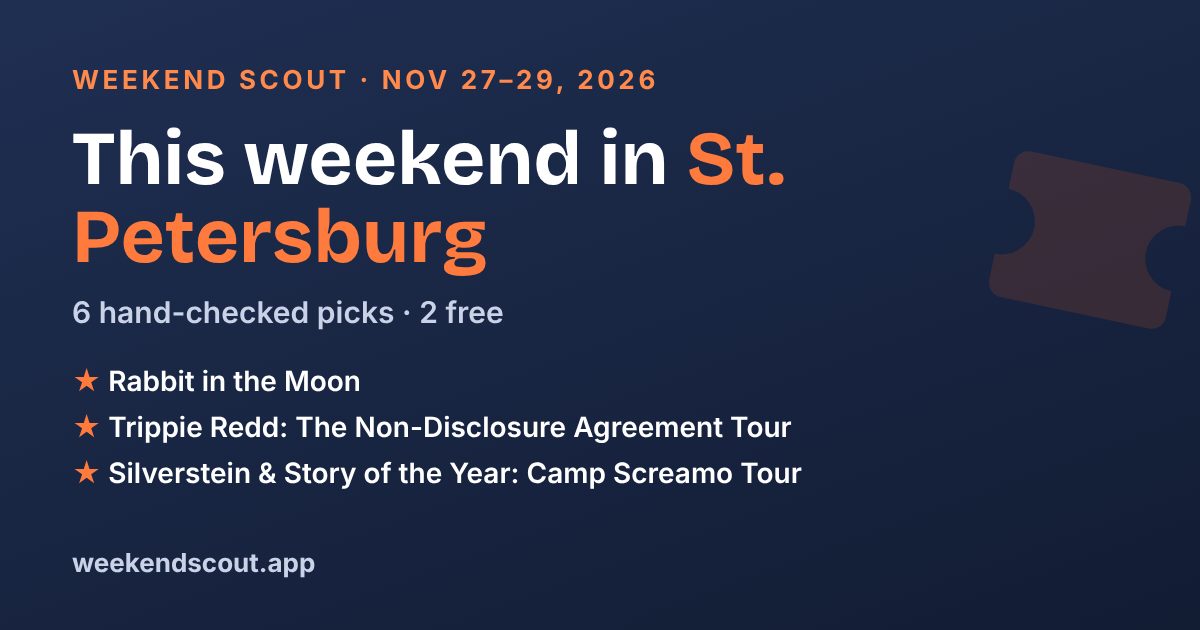 WEEKEND SCOUT · NOV 27–29, 2026
This weekend in St.
Petersburg
6 hand-checked picks · 2 free
★ Rabbit in the Moon
★ Trippie Redd: The Non-Disclosure Agreement Tour
★ Silverstein & Story of the Year: Camp Screamo Tour
weekendscout.app